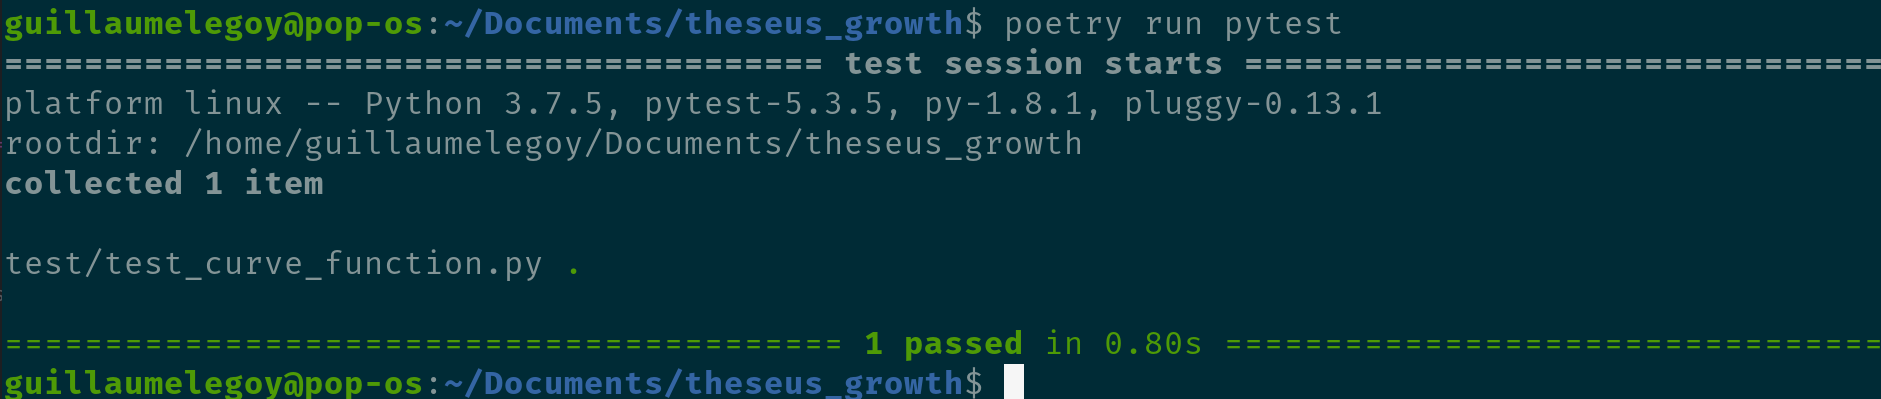 guillaumelegoy@pop-os:~/Documents/theseus_growth$ poetry run pytest
========================================= test session starts ================================
platform linux -- Python 3.7.5, pytest-5.3.5, py-1.8.1, pluggy-0.13.1
rootdir: /home/guillaumelegoy/Documents/theseus_growth
collected 1 item
test/test_curve_function.py .
========================================== 1 passed in 0.80s =================================
guillaumelegoy@pop-os:~/Documents/theseus_growth$